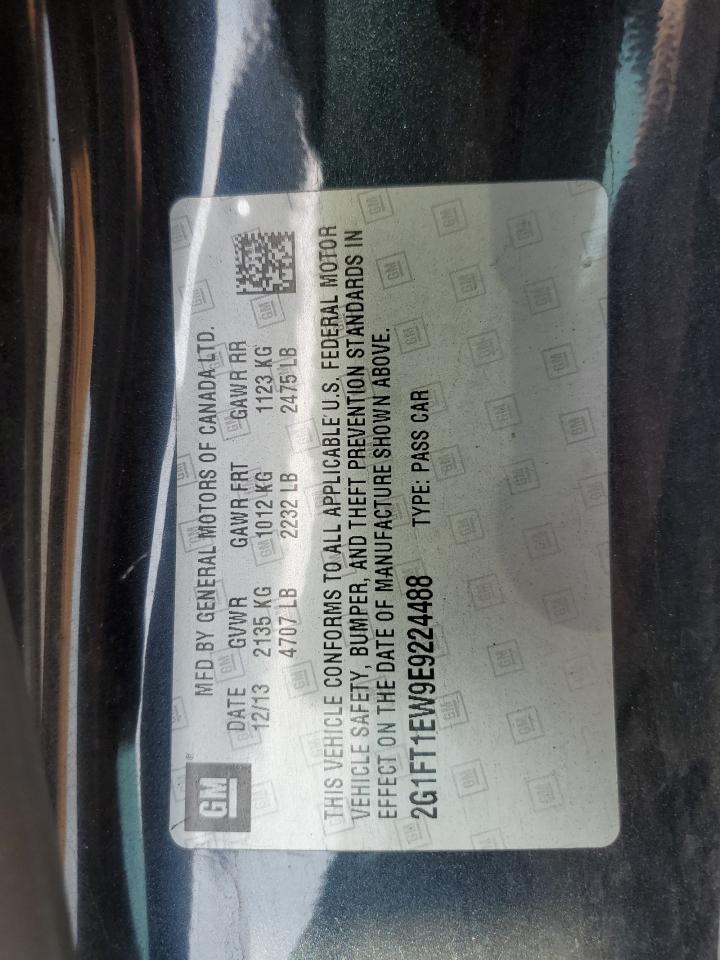 GM®
MFD BY GENERAL MOTORS OF CANADA LTD.
DATE GVWR GAWR FRT GAWR RR
12/13 2135 KG 1012 KG 1123 KG
4707 LB 2232 LB 2475 LB
THIS VEHICLE CONFORMS TO ALL APPLICABLE U.S. FEDERAL MOTOR
VEHICLE SAFETY, BUMPER, AND THEFT PREVENTION STANDARDS IN
EFFECT ON THE DATE OF MANUFACTURE SHOWN ABOVE.
2G1FT1EW9E9224488 TYPE: PASS CAR